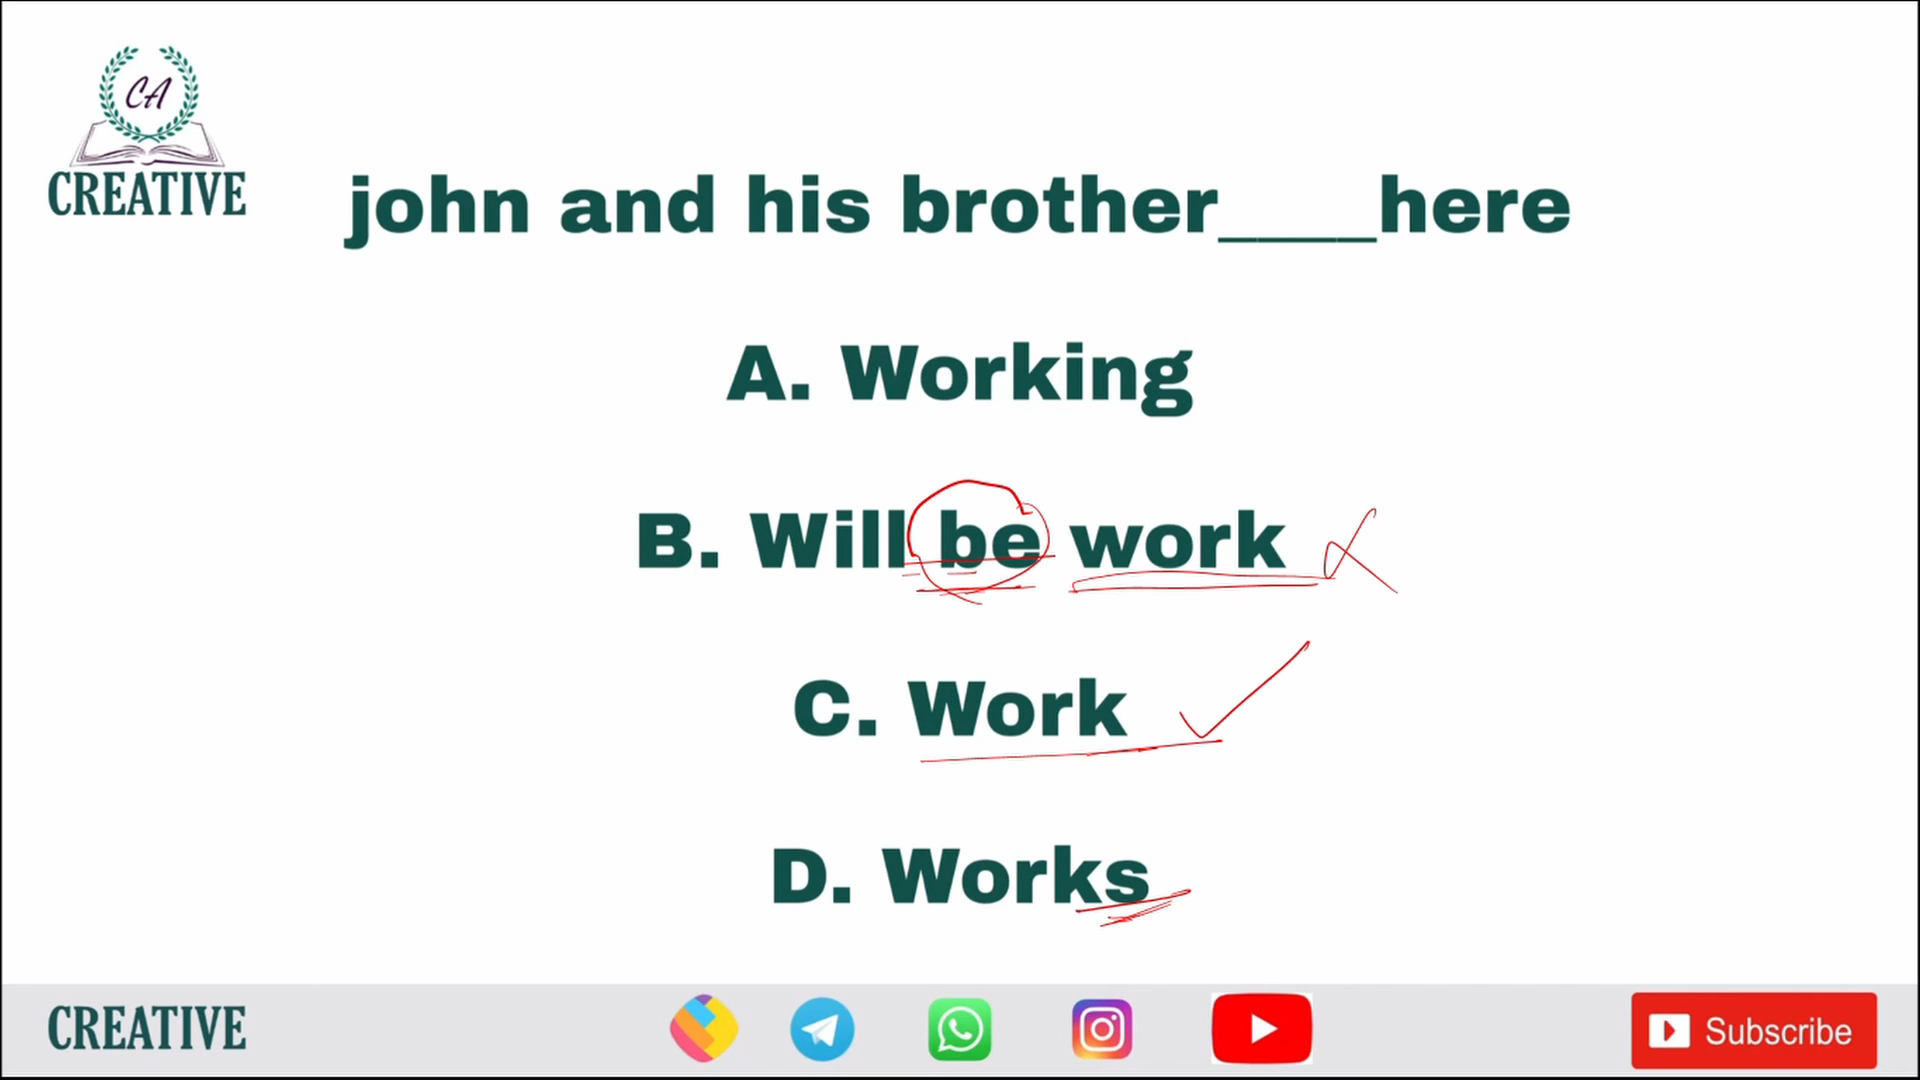 CA
CREATIVE
john and his brother____here
A. Working
B. Will be work
C. Work
D. Works
CREATIVE
Subscribe